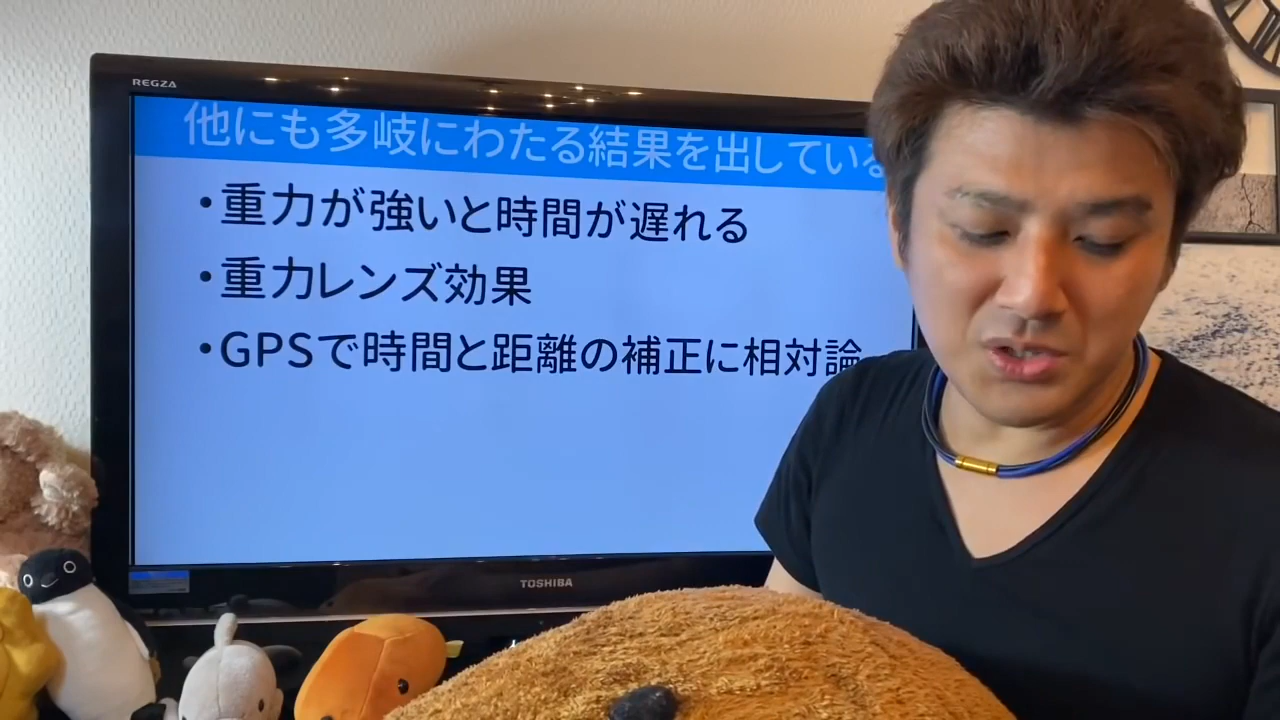 REGZA
他にも多岐にわたる結果を出している
・重力が強いと時間が遅れる
・重力レンズ効果
・GPSで時間と距離の補正に相対論
TOSHIBA